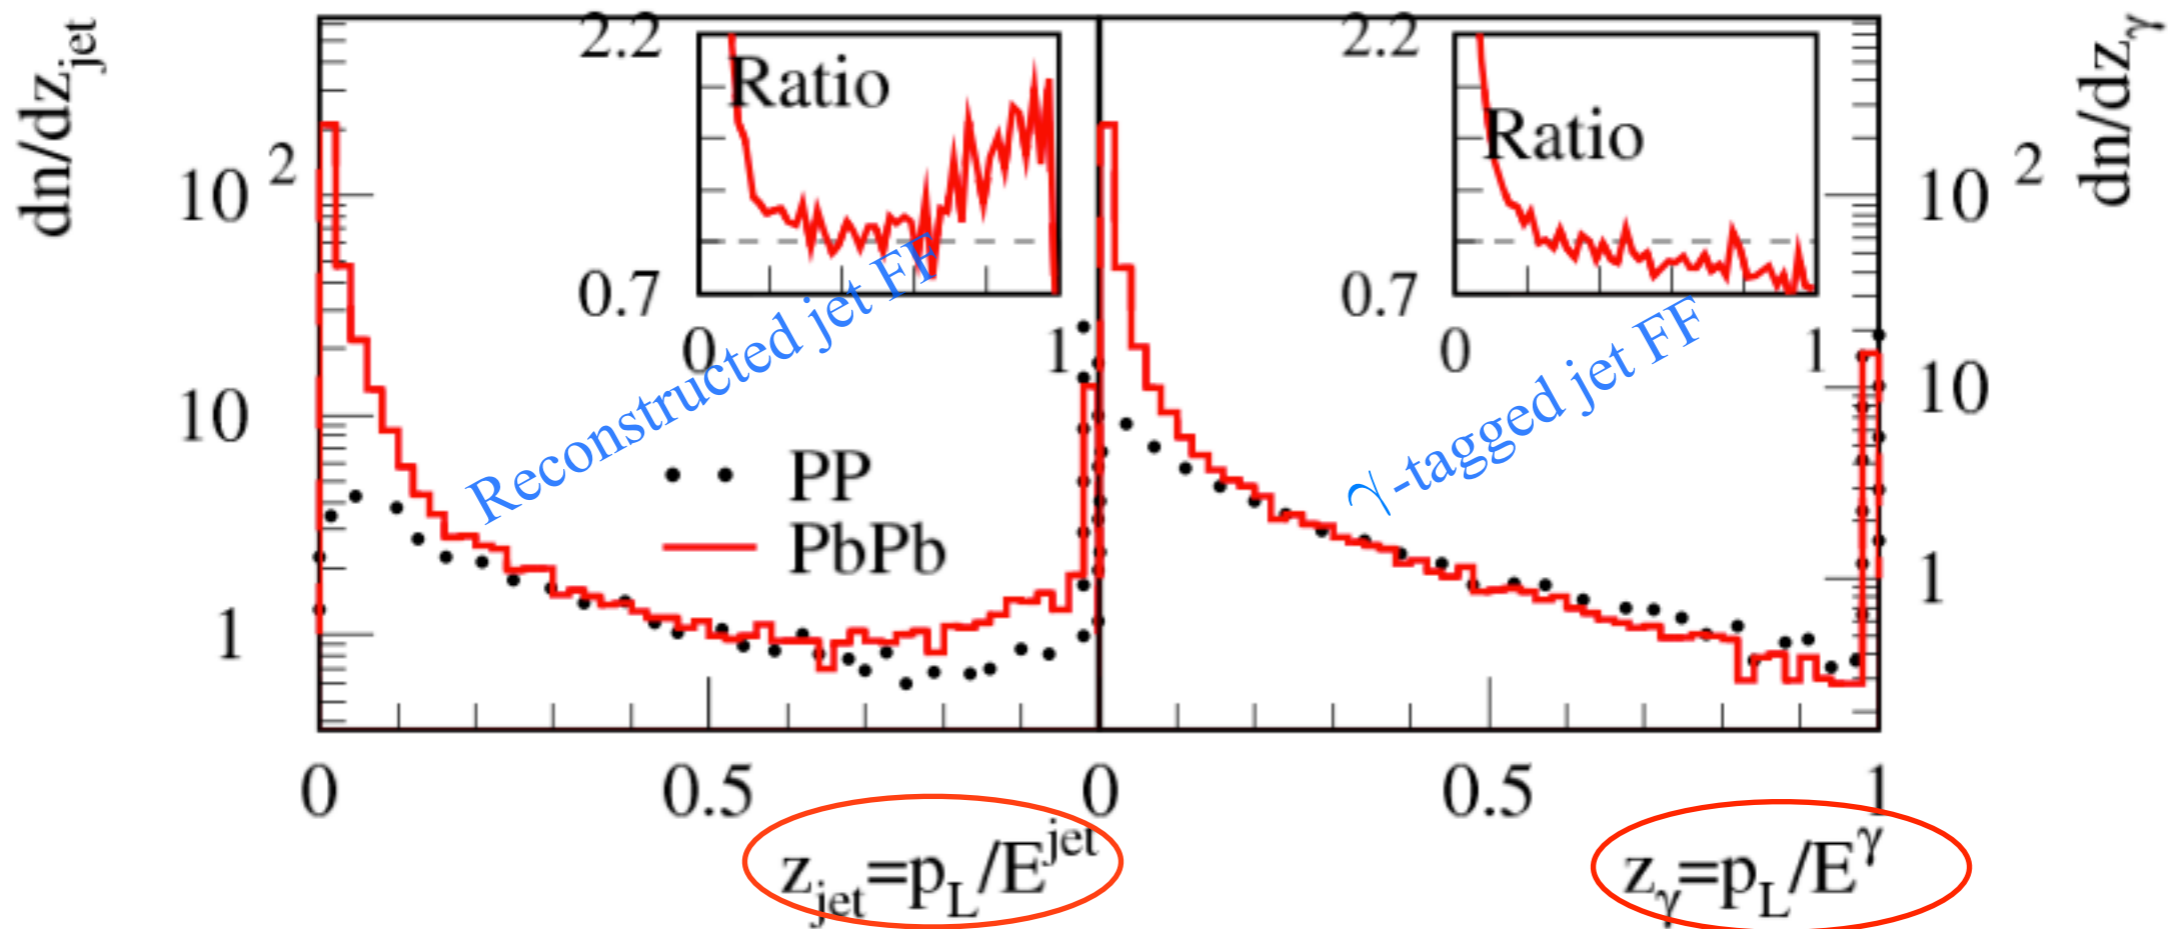 dn/dz_jet
10^2
10
1
2.2
Ratio
0.7
0
1
Reconstructed jet FF
PP
PbPb
0
0.5
z_jet=p_L/E^jet
2.2
Ratio
0.7
0
1
γ-tagged jet FF
0
0.5
1
z_γ=p_L/E^γ
dn/dz_γ
10^2
10
1